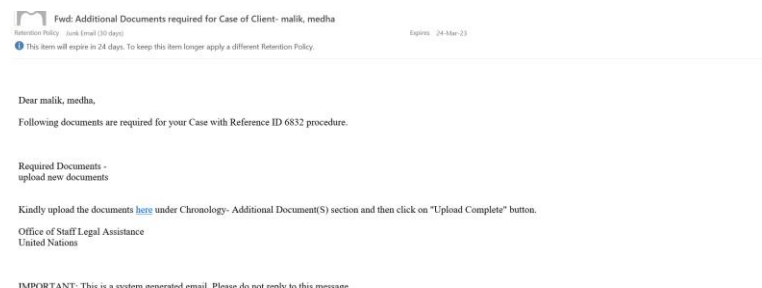 Fwd: Additional Documents required for Case of Client- malik, medha
Retention Policy Junk Email (30 days) Expires 24-Mar-23
This item will expire in 24 days. To keep this item longer apply a different Retention Policy.
Dear malik, medha,
Following documents are required for your Case with Reference ID 6832 procedure.
Required Documents -
upload new documents
Kindly upload the documents here under Chronology- Additional Document(S) section and then click on "Upload Complete" button.
Office of Staff Legal Assistance
United Nations
IMPORTANT: This is a system generated email. Please do not reply to this message